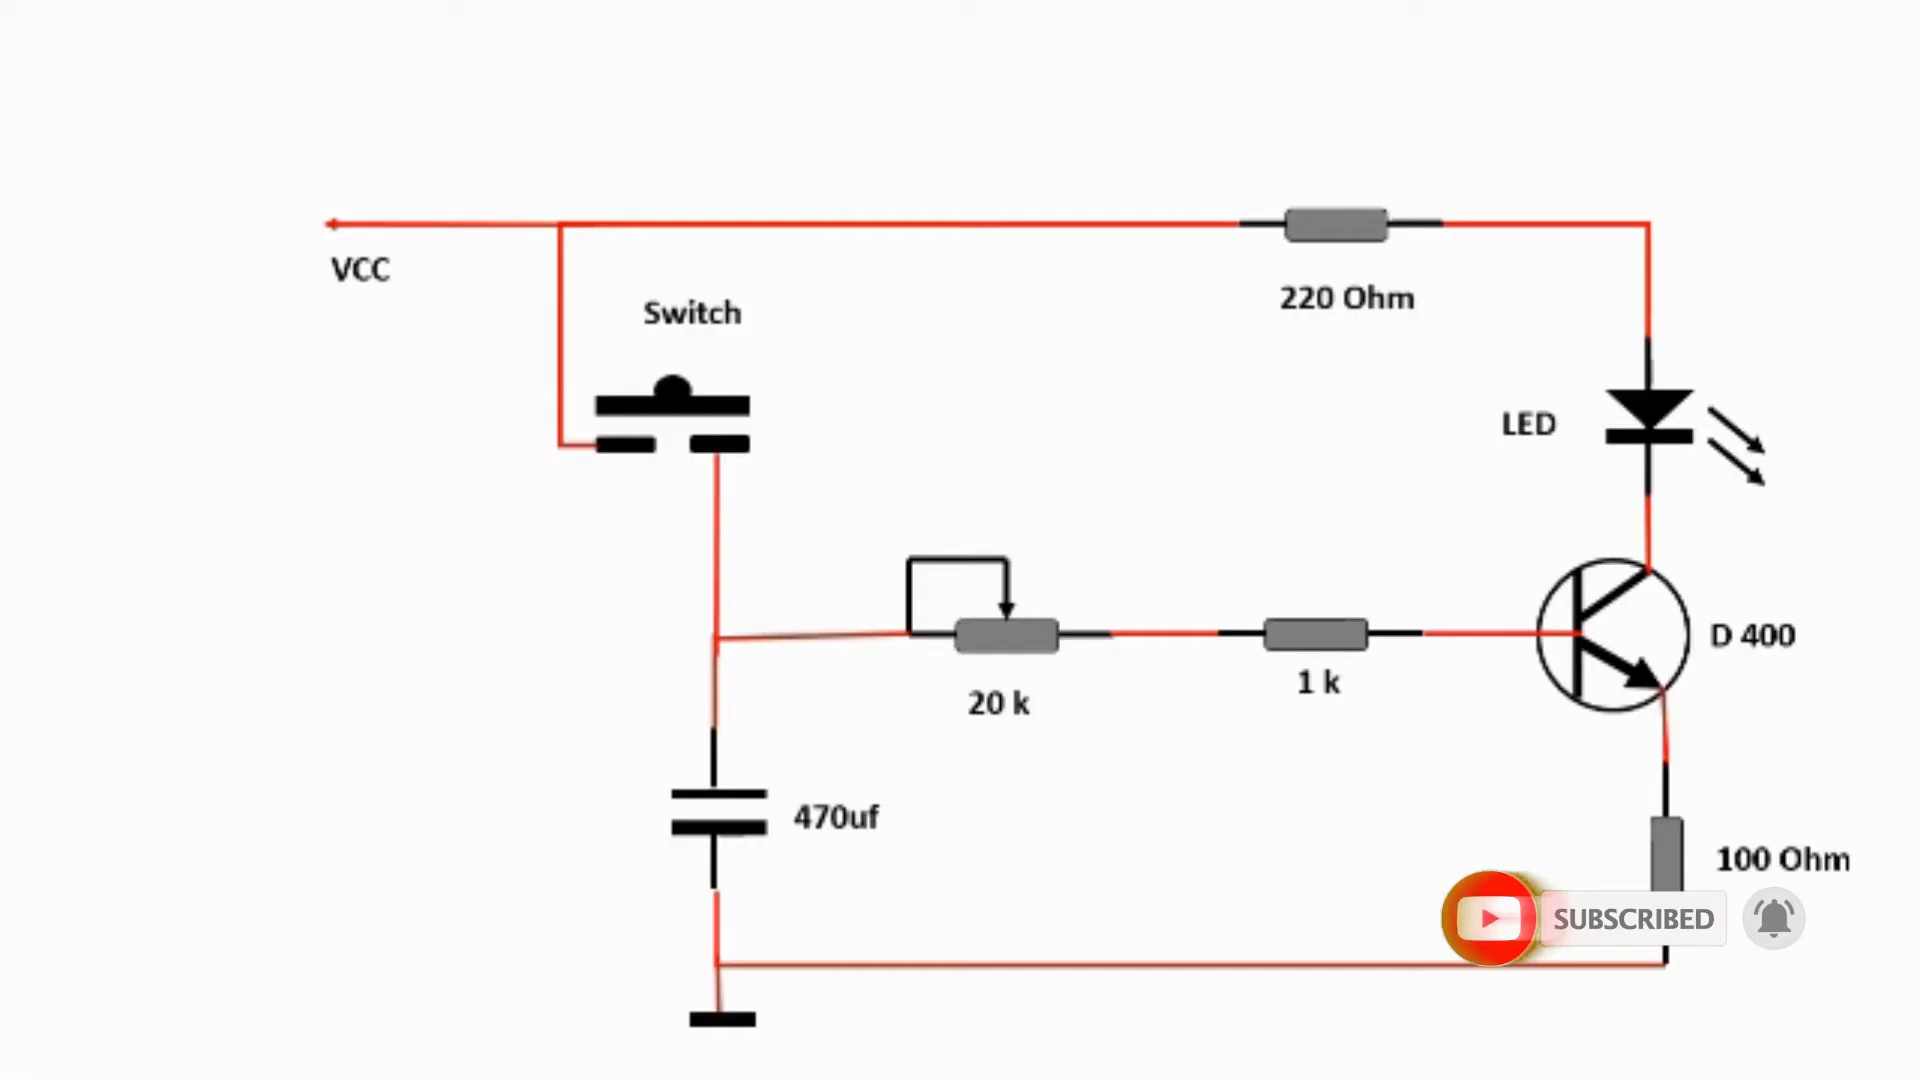 VCC
Switch
220 Ohm
LED
D 400
20 k
1 k
470uf
100 Ohm
SUBSCRIBED